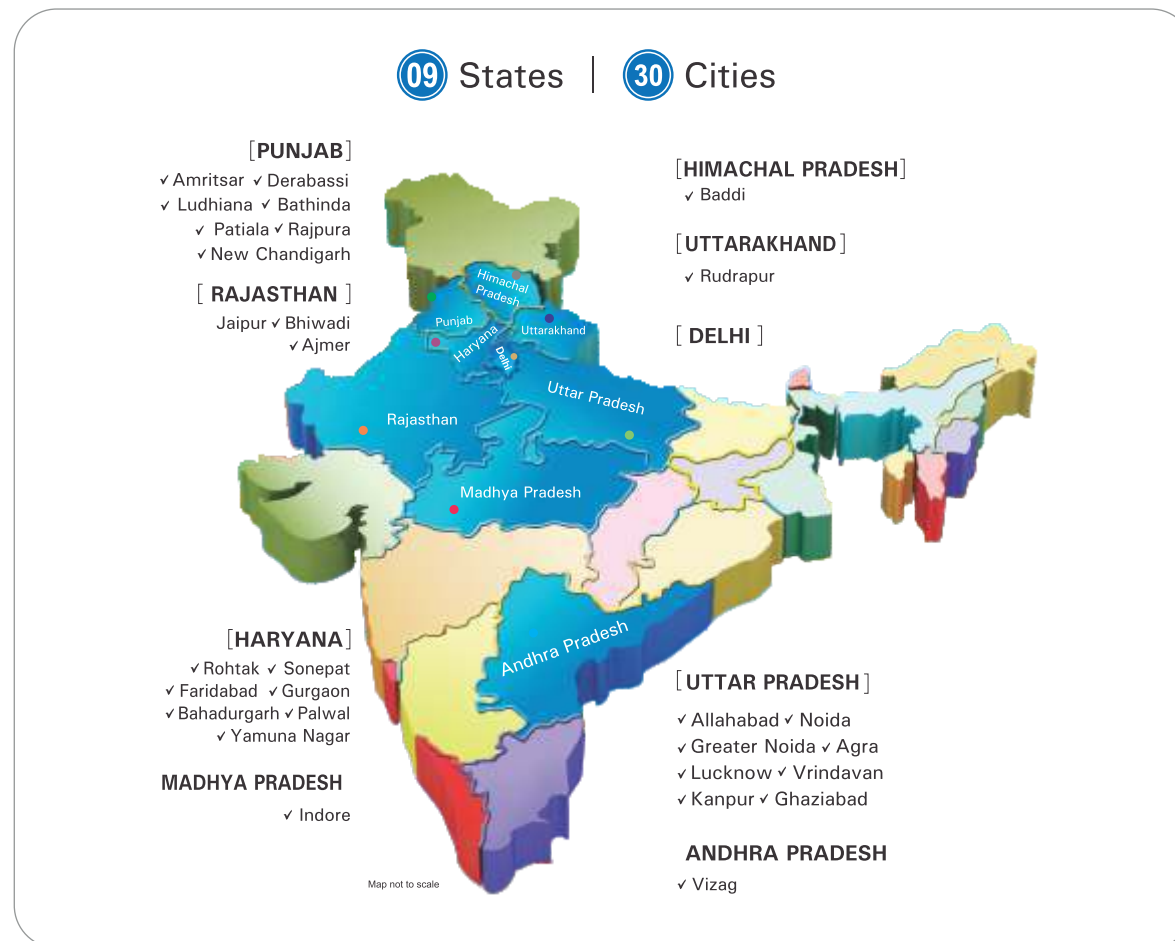 09 States | 30 Cities
[PUNJAB]
✓ Amritsar ✓ Derabassi
✓ Ludhiana ✓ Bathinda
✓ Patiala ✓ Rajpura
✓ New Chandigarh
[ RAJASTHAN ]
Jaipur ✓ Bhiwadi
✓ Ajmer
[HIMACHAL PRADESH]
✓ Baddi
[UTTARAKHAND]
✓ Rudrapur
[ DELHI ]
Himachal
Pradesh
Punjab
Uttarakhand
Haryana
Delhi
Uttar Pradesh
Rajasthan
Madhya Pradesh
Andhra Pradesh
[HARYANA]
✓ Rohtak ✓ Sonepat
✓ Faridabad ✓ Gurgaon
✓ Bahadurgarh ✓ Palwal
✓ Yamuna Nagar
MADHYA PRADESH
✓ Indore
[UTTAR PRADESH]
✓ Allahabad ✓ Noida
✓ Greater Noida ✓ Agra
✓ Lucknow ✓ Vrindavan
✓ Kanpur ✓ Ghaziabad
ANDHRA PRADESH
✓ Vizag
Map not to scale